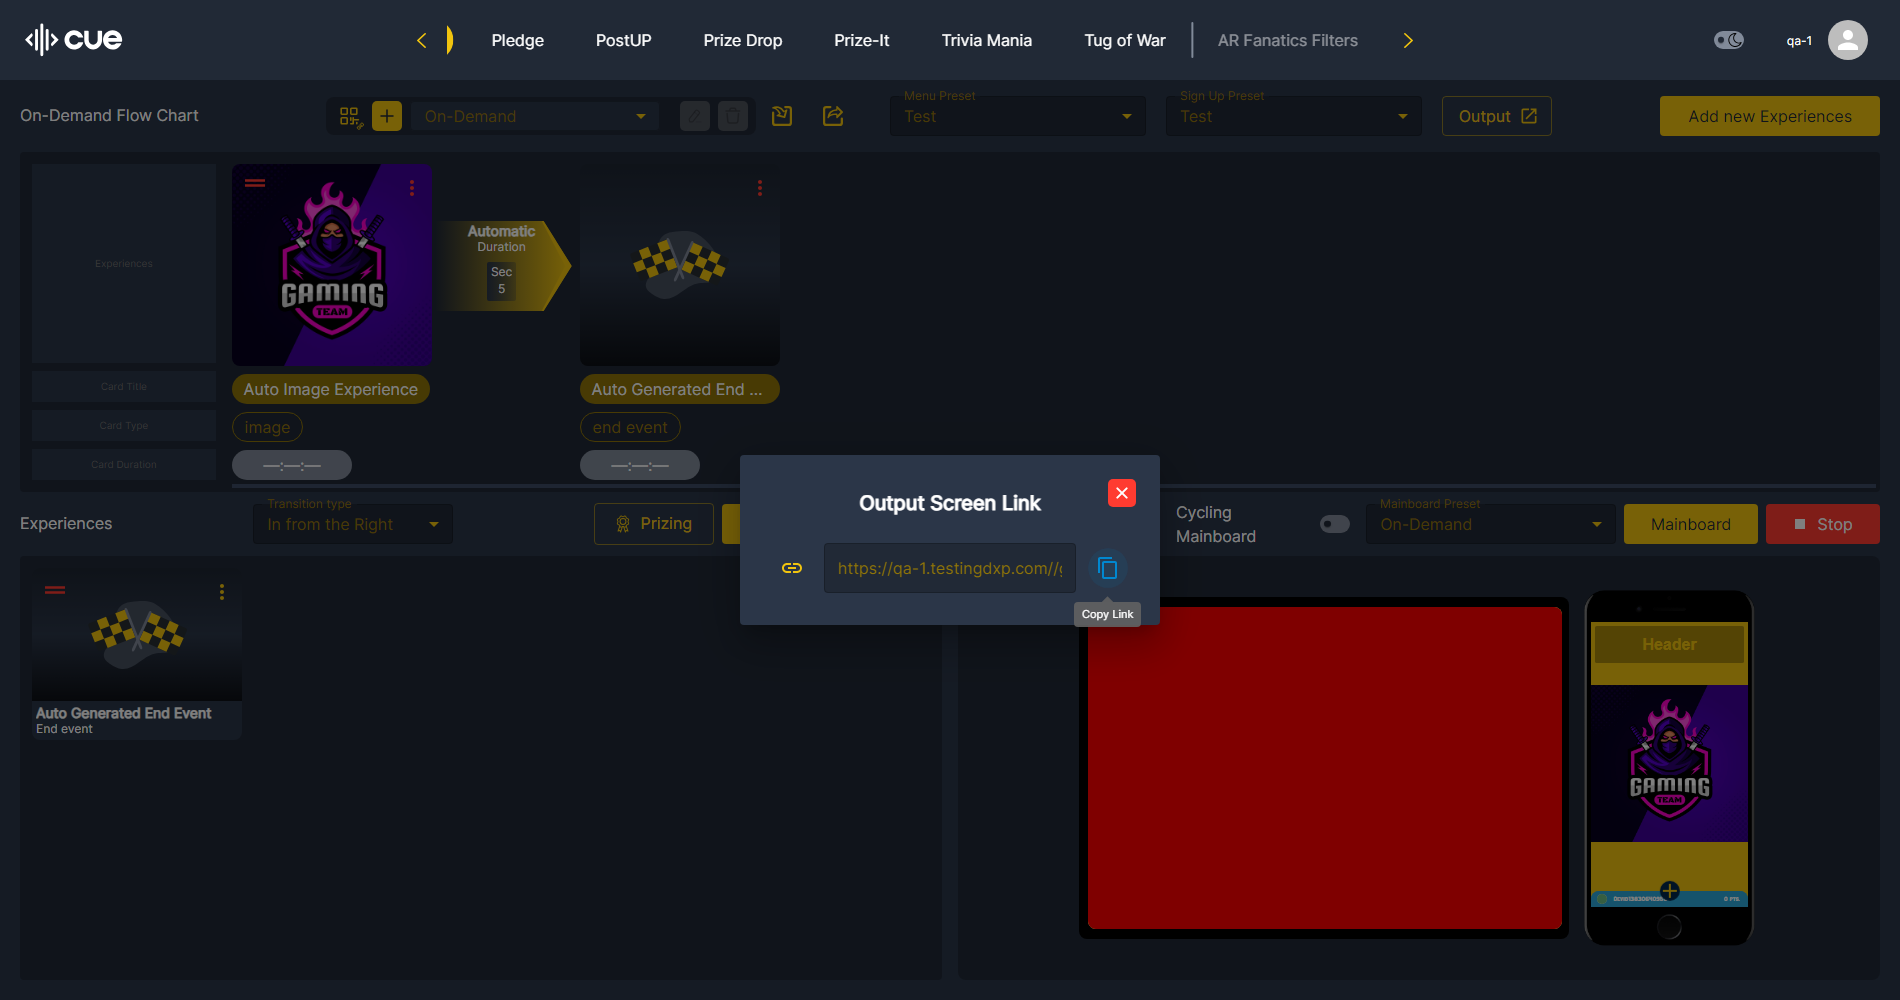 cue
Pledge
PostUP
Prize Drop
Prize-It
Trivia Mania
Tug of War
AR Fanatics Filters
qa-1
On-Demand Flow Chart
On-Demand
Menu Preset
Test
Sign Up Preset
Test
Output
Add new Experiences
Experiences
Automatic
Duration
Sec
5
GAMING
TEAM
Card Title
Auto Image Experience
Auto Generated End ...
Card Type
image
end event
Card Duration
—:—:—
—:—:—
Output Screen Link
https://qa-1.testingdxp.com//g
Copy Link
Experiences
Transition type
In from the Right
Prizing
Cycling
Mainboard
Mainboard Preset
On-Demand
Mainboard
Stop
Auto Generated End Event
End event
Header
GAMING
TEAM
0 PTS.